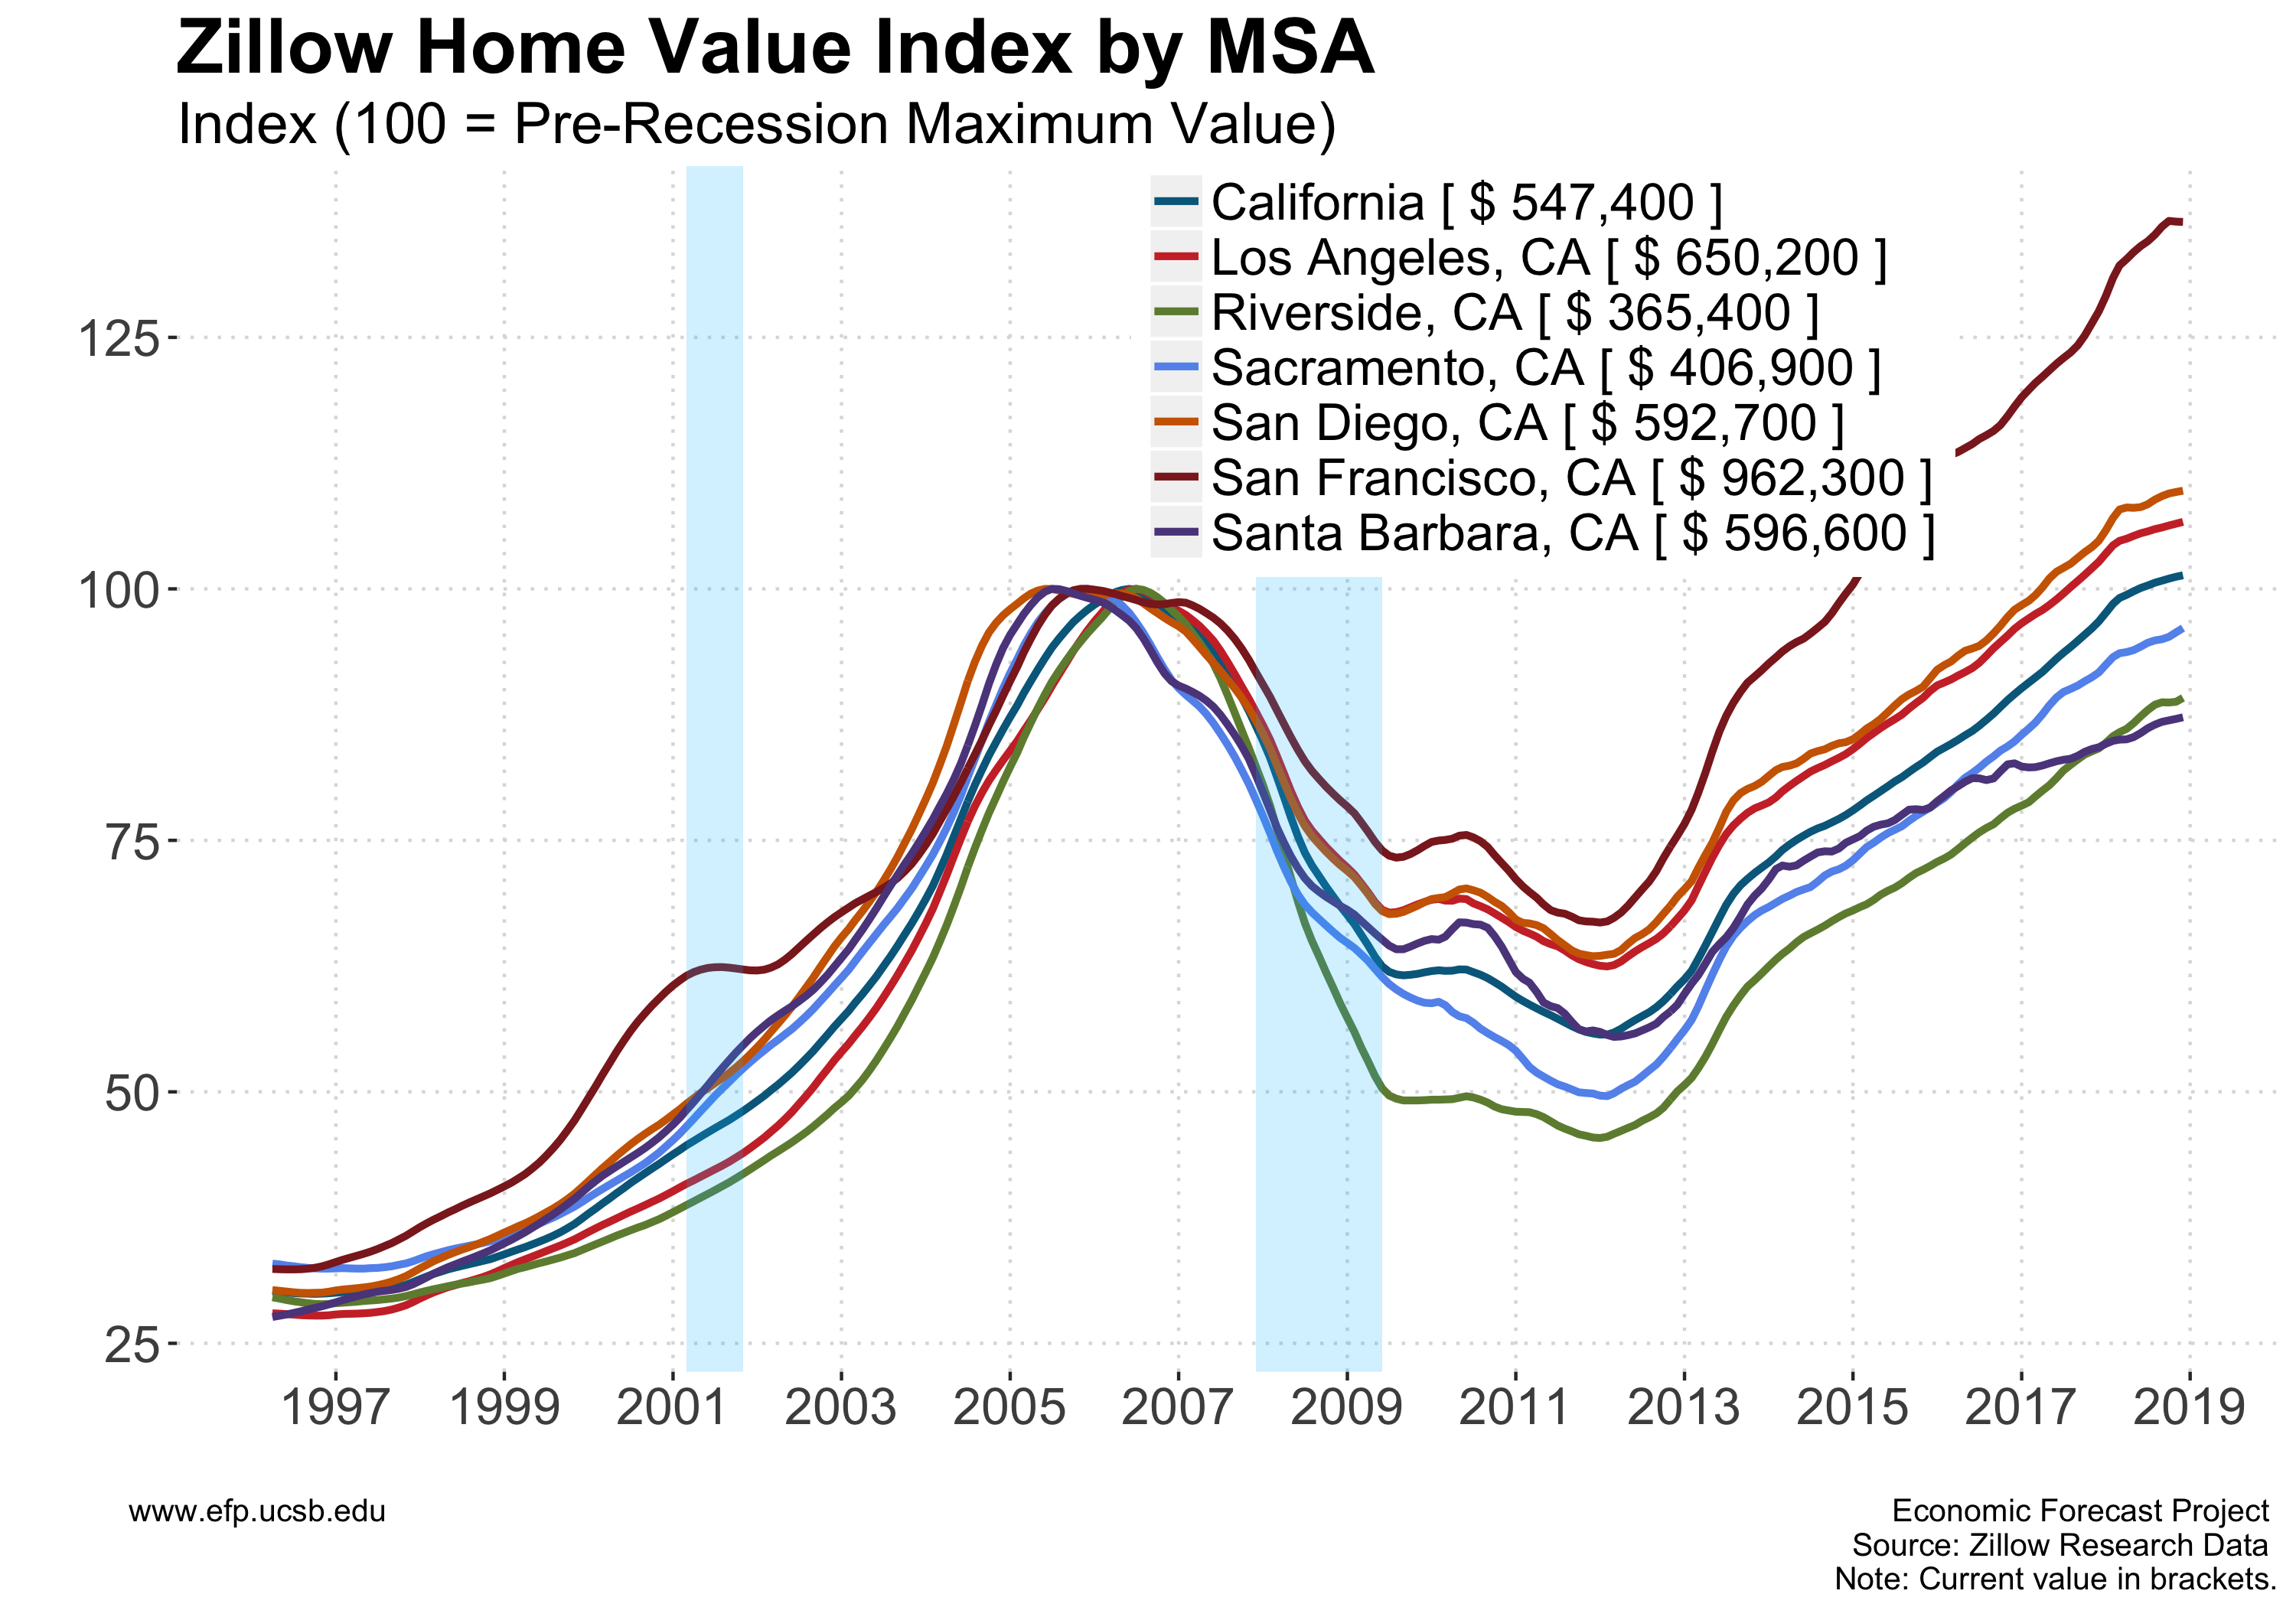 Zillow Home Value Index by MSA
Index (100 = Pre-Recession Maximum Value)
California [ $ 547,400 ]
Los Angeles, CA [ $ 650,200 ]
Riverside, CA [ $ 365,400 ]
Sacramento, CA [ $ 406,900 ]
San Diego, CA [ $ 592,700 ]
San Francisco, CA [ $ 962,300 ]
Santa Barbara, CA [ $ 596,600 ]
125
100
75
50
25
1997 1999 2001 2003 2005 2007 2009 2011 2013 2015 2017 2019
www.efp.ucsb.edu
Economic Forecast Project
Source: Zillow Research Data
Note: Current value in brackets.